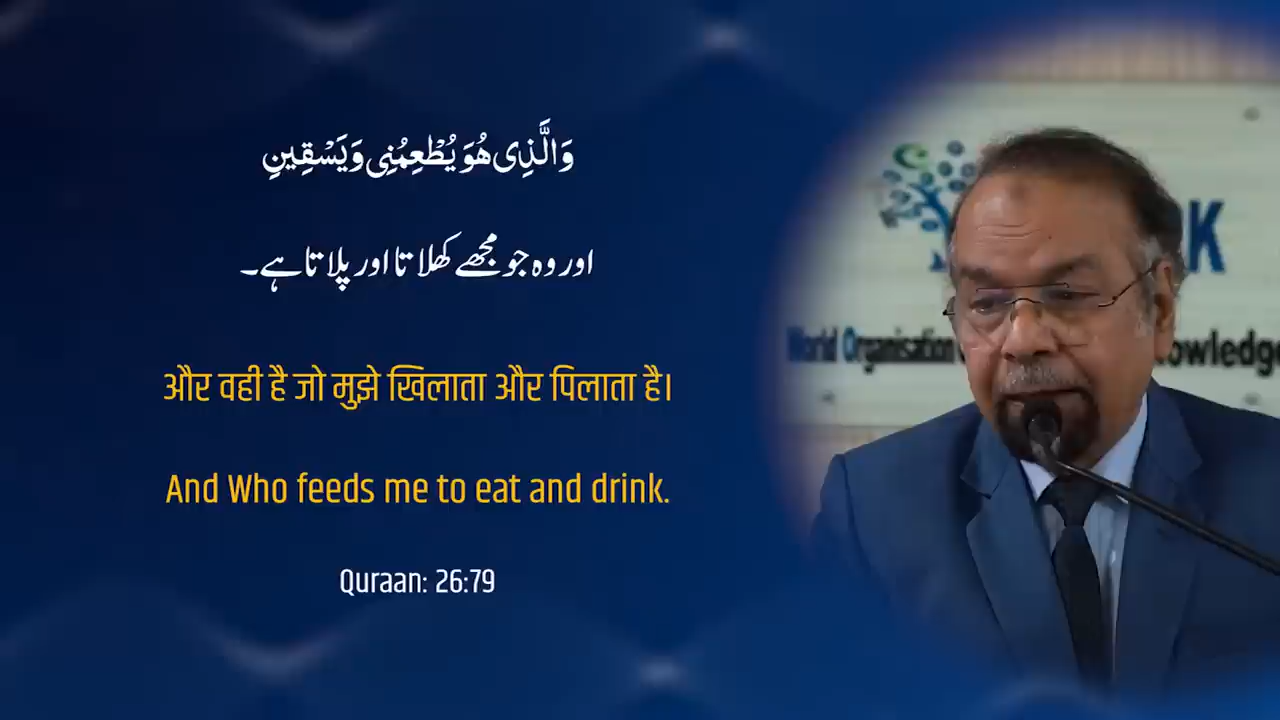 وَالَّذِی هُوَ يُطْعِمُنِی وَيَسْقِينِ
اور وہ جو مجھے کھلاتا اور پلاتا ہے۔
और वही है जो मुझे खिलाता और पिलाता है।
And Who feeds me to eat and drink.
Quraan: 26:79
K
World Organisation